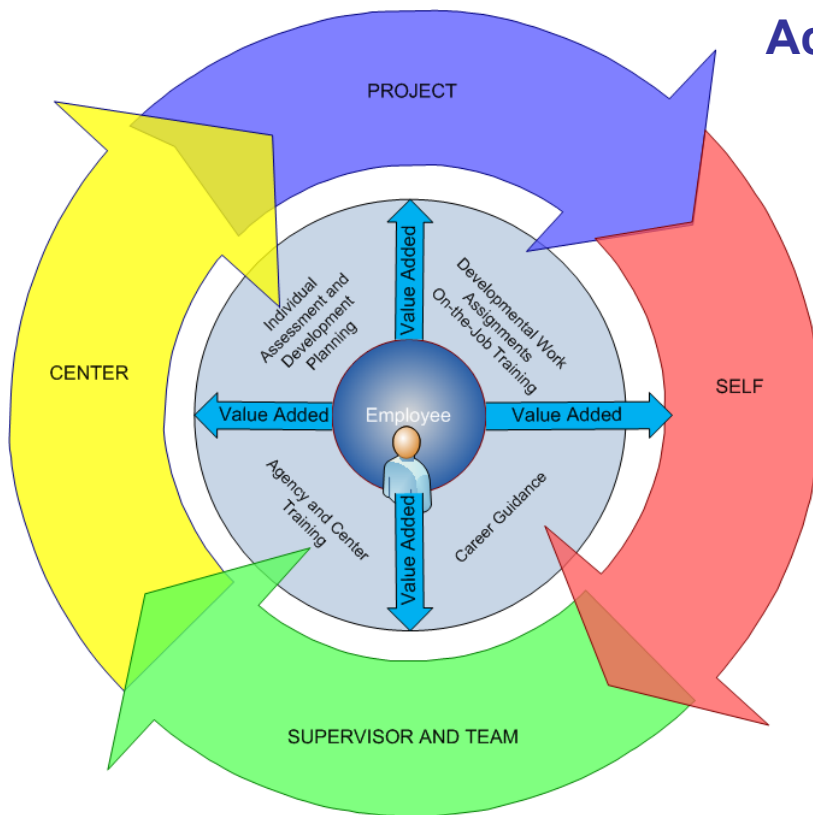 Ac
PROJECT
Individual
Assessment and
Development
Planning
Value Added
Developmental Work
Assignments
On-the-Job Training
CENTER
SELF
Value Added
Employee
Value Added
Agency and Center
Training
Value Added
Career Guidance
SUPERVISOR AND TEAM